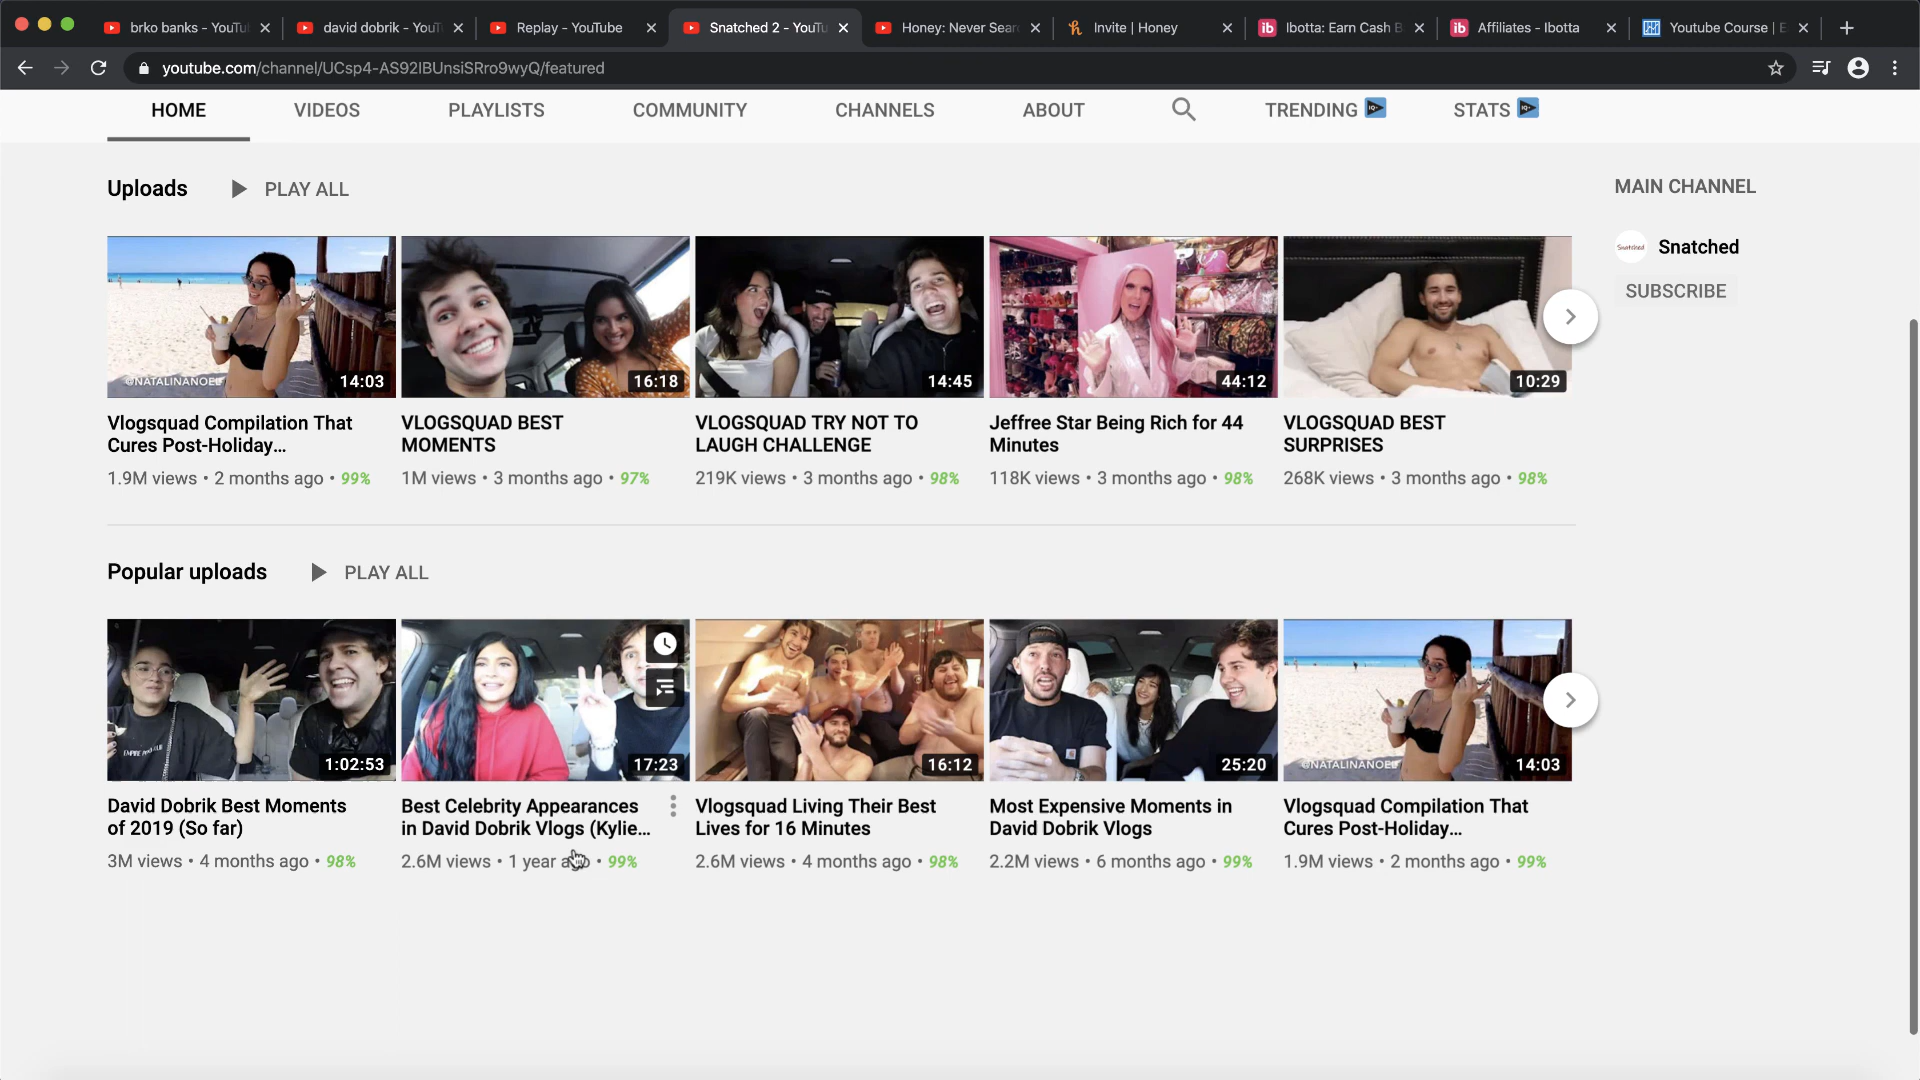 brko banks - YouTu
david dobrik - YouT
Replay - YouTube
Snatched 2 - YouTu
Honey: Never Sear
Invite | Honey
Ibotta: Earn Cash B
Affiliates - Ibotta
Youtube Course | E
youtube.com/channel/UCsp4-AS92IBUnsiSRro9wyQ/featured
HOME
VIDEOS
PLAYLISTS
COMMUNITY
CHANNELS
ABOUT
TRENDING
STATS
Uploads
PLAY ALL
MAIN CHANNEL
Snatched
Snatched
SUBSCRIBE
@NATALINANOEL
14:03
16:18
14:45
44:12
10:29
Vlogsquad Compilation That
Cures Post-Holiday...
1.9M views • 2 months ago • 99%
VLOGSQUAD BEST
MOMENTS
1M views • 3 months ago • 97%
VLOGSQUAD TRY NOT TO
LAUGH CHALLENGE
219K views • 3 months ago • 98%
Jeffree Star Being Rich for 44
Minutes
118K views • 3 months ago • 98%
VLOGSQUAD BEST
SURPRISES
268K views • 3 months ago • 98%
Popular uploads
PLAY ALL
1:02:53
17:23
16:12
25:20
@NATALINANOEL
14:03
David Dobrik Best Moments
of 2019 (So far)
3M views • 4 months ago • 98%
Best Celebrity Appearances
in David Dobrik Vlogs (Kylie...
2.6M views • 1 year ago • 99%
Vlogsquad Living Their Best
Lives for 16 Minutes
2.6M views • 4 months ago • 98%
Most Expensive Moments in
David Dobrik Vlogs
2.2M views • 6 months ago • 99%
Vlogsquad Compilation That
Cures Post-Holiday...
1.9M views • 2 months ago • 99%